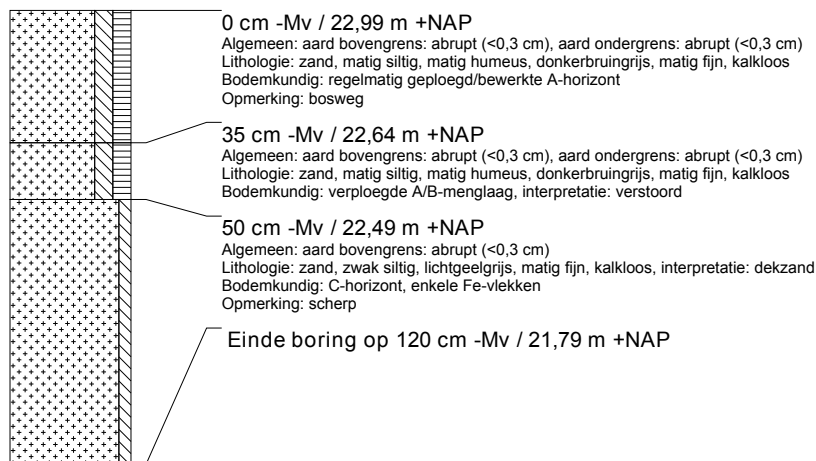 0 cm -Mv / 22,99 m +NAP
Algemeen: aard bovengrens: abrupt (<0,3 cm), aard ondergrens: abrupt (<0,3 cm)
Lithologie: zand, matig siltig, matig humeus, donkerbruingrijs, matig fijn, kalkloos
Bodemkundig: regelmatig geploegd/bewerkte A-horizont
Opmerking: bosweg
35 cm -Mv / 22,64 m +NAP
Algemeen: aard bovengrens: abrupt (<0,3 cm), aard ondergrens: abrupt (<0,3 cm)
Lithologie: zand, matig siltig, matig humeus, donkerbruingrijs, matig fijn, kalkloos
Bodemkundig: verploegde A/B-menglaag, interpretatie: verstoord
50 cm -Mv / 22,49 m +NAP
Algemeen: aard bovengrens: abrupt (<0,3 cm)
Lithologie: zand, zwak siltig, lichtgeelgrijs, matig fijn, kalkloos, interpretatie: dekzand
Bodemkundig: C-horizont, enkele Fe-vlekken
Opmerking: scherp
Einde boring op 120 cm -Mv / 21,79 m +NAP